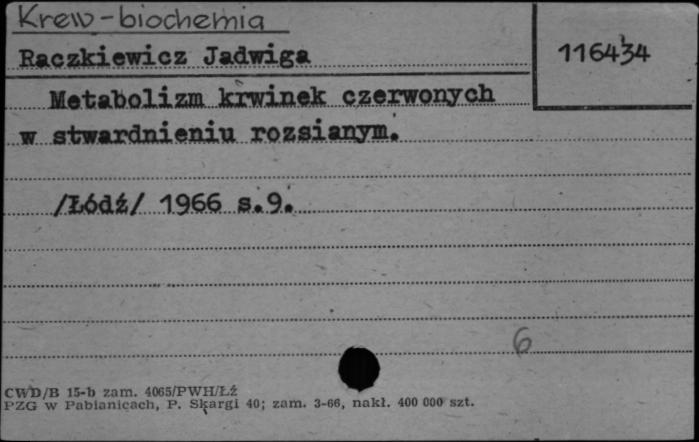 Krew - biochemia
Raczkiewicz Jadwiga
116434
Metabolizm krwinek czerwonych
w stwardnieniu rozsianym.
/Łódź/ 1966 s.9.
6
CWD/B 15-b zam. 4065/PWH/Łź
PZG w Pabianicach, P. Skargi 40; zam. 3-66, nakł. 400 000 szt.